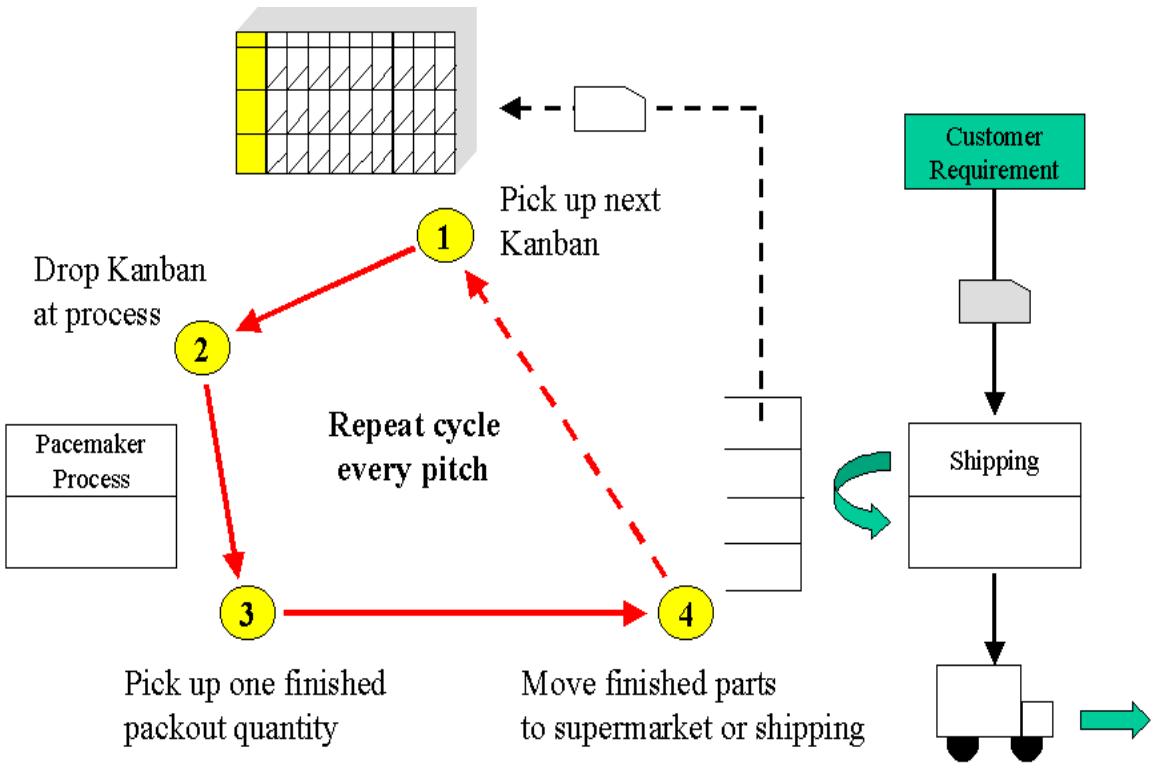 Customer
Requirement
1
Pick up next
Kanban
Drop Kanban
at process
2
Repeat cycle
every pitch
Pacemaker
Process
Shipping
3
4
Pick up one finished
packout quantity
Move finished parts
to supermarket or shipping